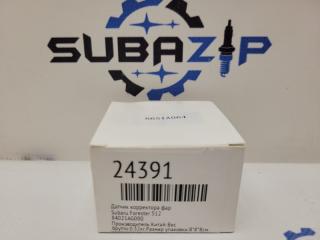 SUBAZIP
24391
Датчик корректора фар
Subaru Forester S12
84021AG000
Производитель Китай Вес
брутто 0.32кг.Размер упаковки 8*8*8см